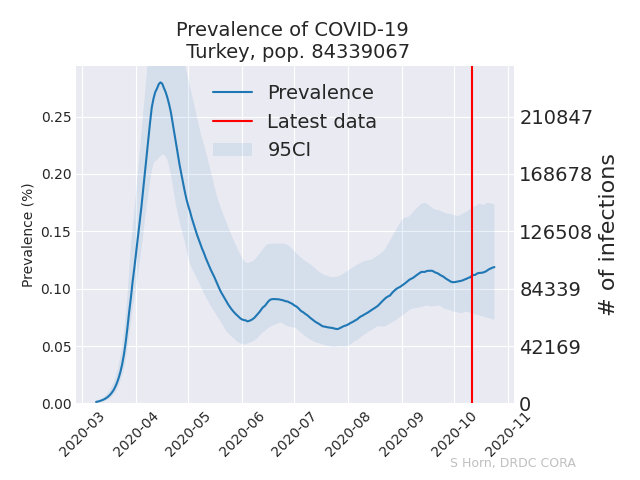 Prevalence of COVID-19
Turkey, pop. 84339067
Prevalence
Latest data
95CI
Prevalence (%)
0.25
0.20
0.15
0.10
0.05
0.00
210847
168678
126508
84339
42169
0
# of infections
2020-03
2020-04
2020-05
2020-06
2020-07
2020-08
2020-09
2020-10
2020-11
S Horn, DRDC CORA